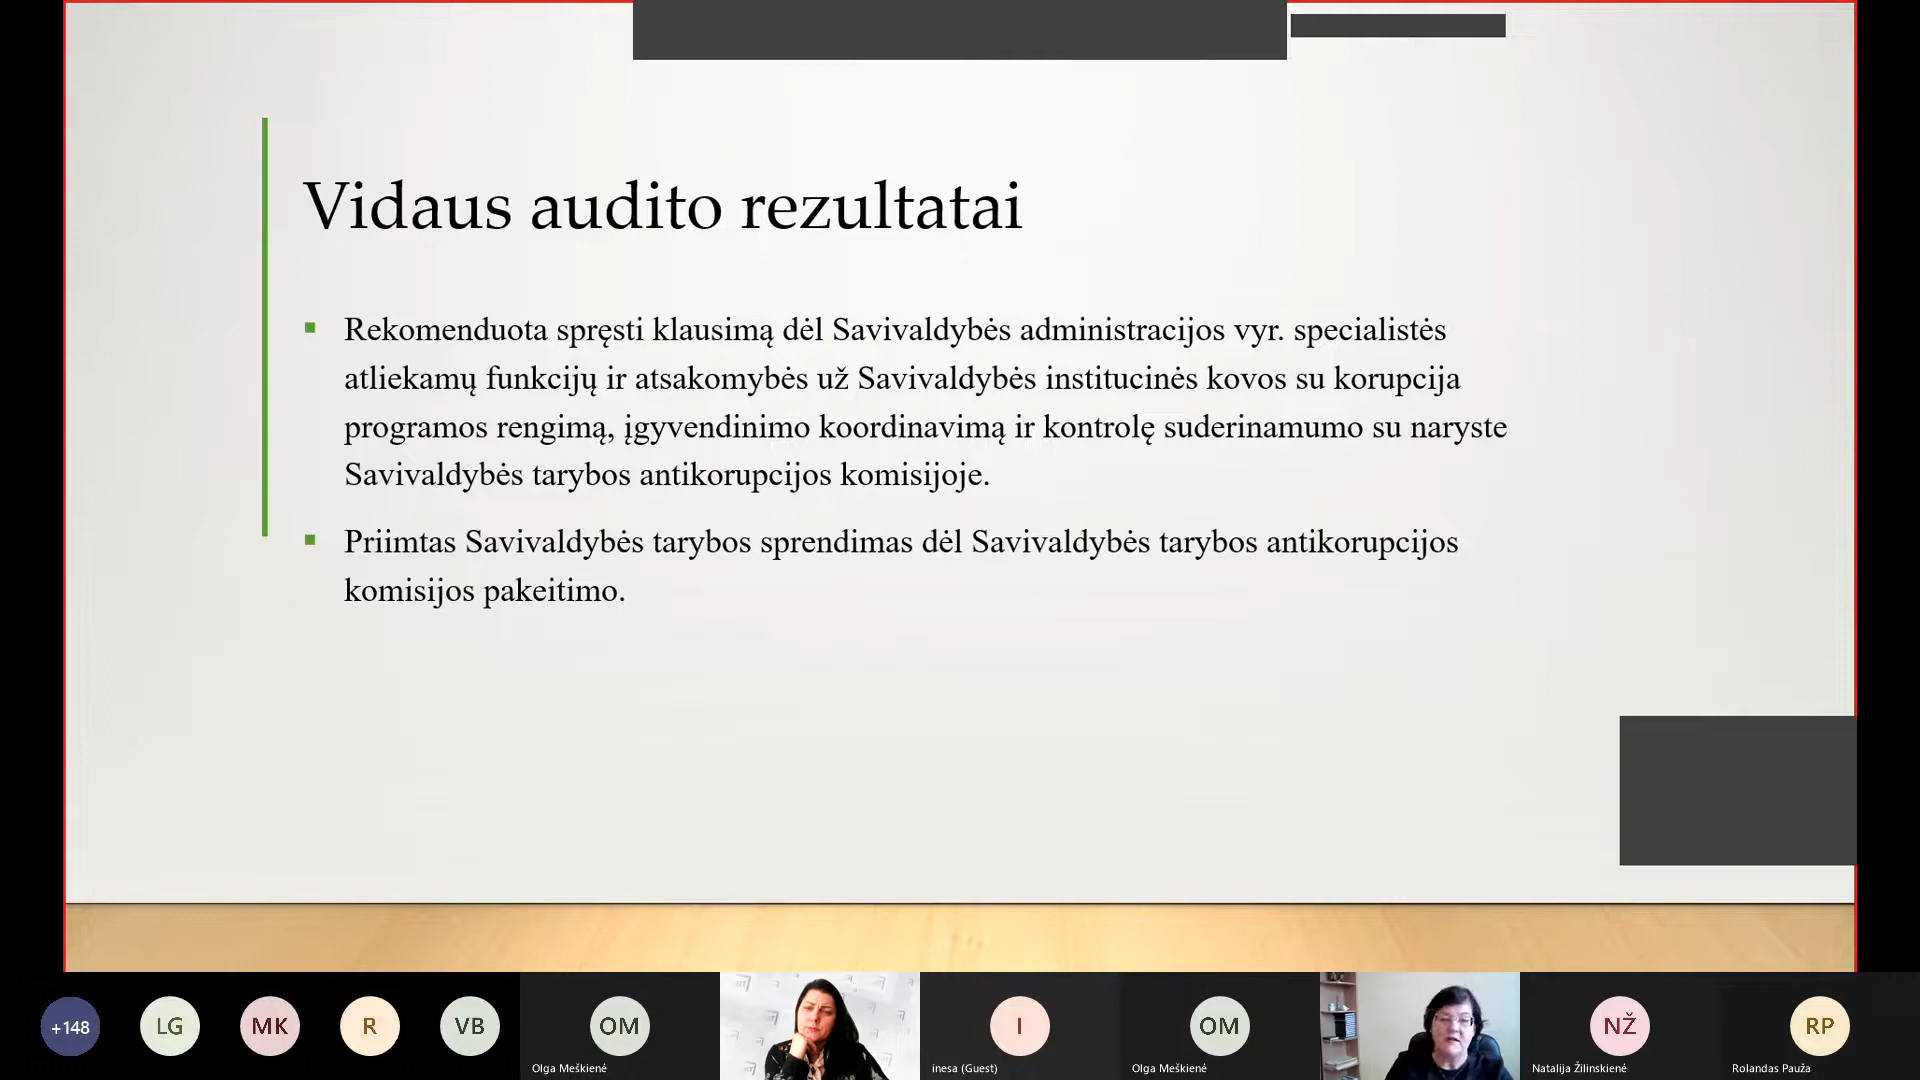 Vidaus audito rezultatai
Rekomenduota spręsti klausimą dėl Savivaldybės administracijos vyr. specialistės
atliekamų funkcijų ir atsakomybės už Savivaldybės institucinės kovos su korupcija
programos rengimą, įgyvendinimo koordinavimą ir kontrolę suderinamumo su naryste
Savivaldybės tarybos antikorupcijos komisijoje.
Priimtas Savivaldybės tarybos sprendimas dėl Savivaldybės tarybos antikorupcijos
komisijos pakeitimo.
+148 LG MK R VB OM I OM NŽ RP
Olga Meškienė inesa (Guest) Olga Meškienė Natalija Žilinskienė Rolandas Pauža